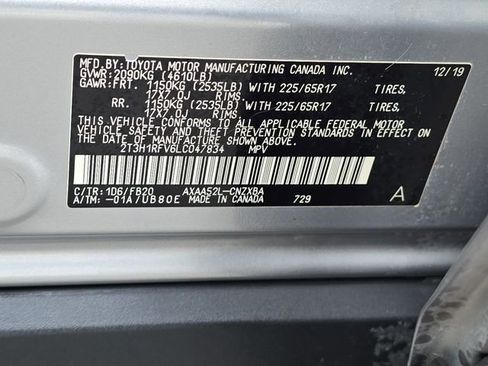 MFD. BY: TOYOTA MOTOR MANUFACTURING CANADA INC. 12/19
GVWR: 2090KG (4610LB)
GAWR: FRT. 1150KG (2535LB) WITH 225/65R17 TIRES,
17X7.0J RIMS
RR. 1150KG (2535LB) WITH 225/65R17 TIRES,
17X7.0J RIMS
THIS VEHICLE CONFORMS TO ALL APPLICABLE FEDERAL MOTOR
VEHICLE SAFETY AND THEFT PREVENTION STANDARDS IN EFFECT
ON THE DATE OF MANUFACTURE SHOWN ABOVE.
2T3H1RFV6LC047834 MPV
C/TR: 1D6/FB20 AXAA52L-CNZXBA A
A/TM: -01A/UB80E MADE IN CANADA 729